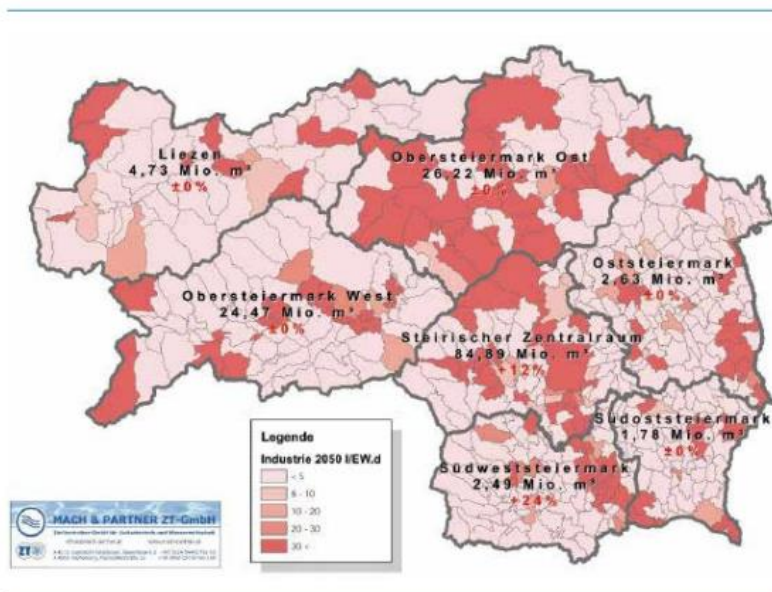 Liezen
4,73 Mio. m³
±0%
Obersteiermark Ost
26,22 Mio. m³
±0%
Oststeiermark
2,63 Mio. m³
±0%
Obersteiermark West
24,47 Mio. m³
±0%
Steirischer Zentralraum
84,89 Mio. m³
+12%
Südoststeiermark
1,78 Mio. m³
±0%
Südweststeiermark
2,49 Mio. m³
+24%
Legende
Industrie 2050 l/EW.d
< 5
6 - 10
10 - 20
20 - 30
30 <
MACH & PARTNER ZT-GmbH
ZT